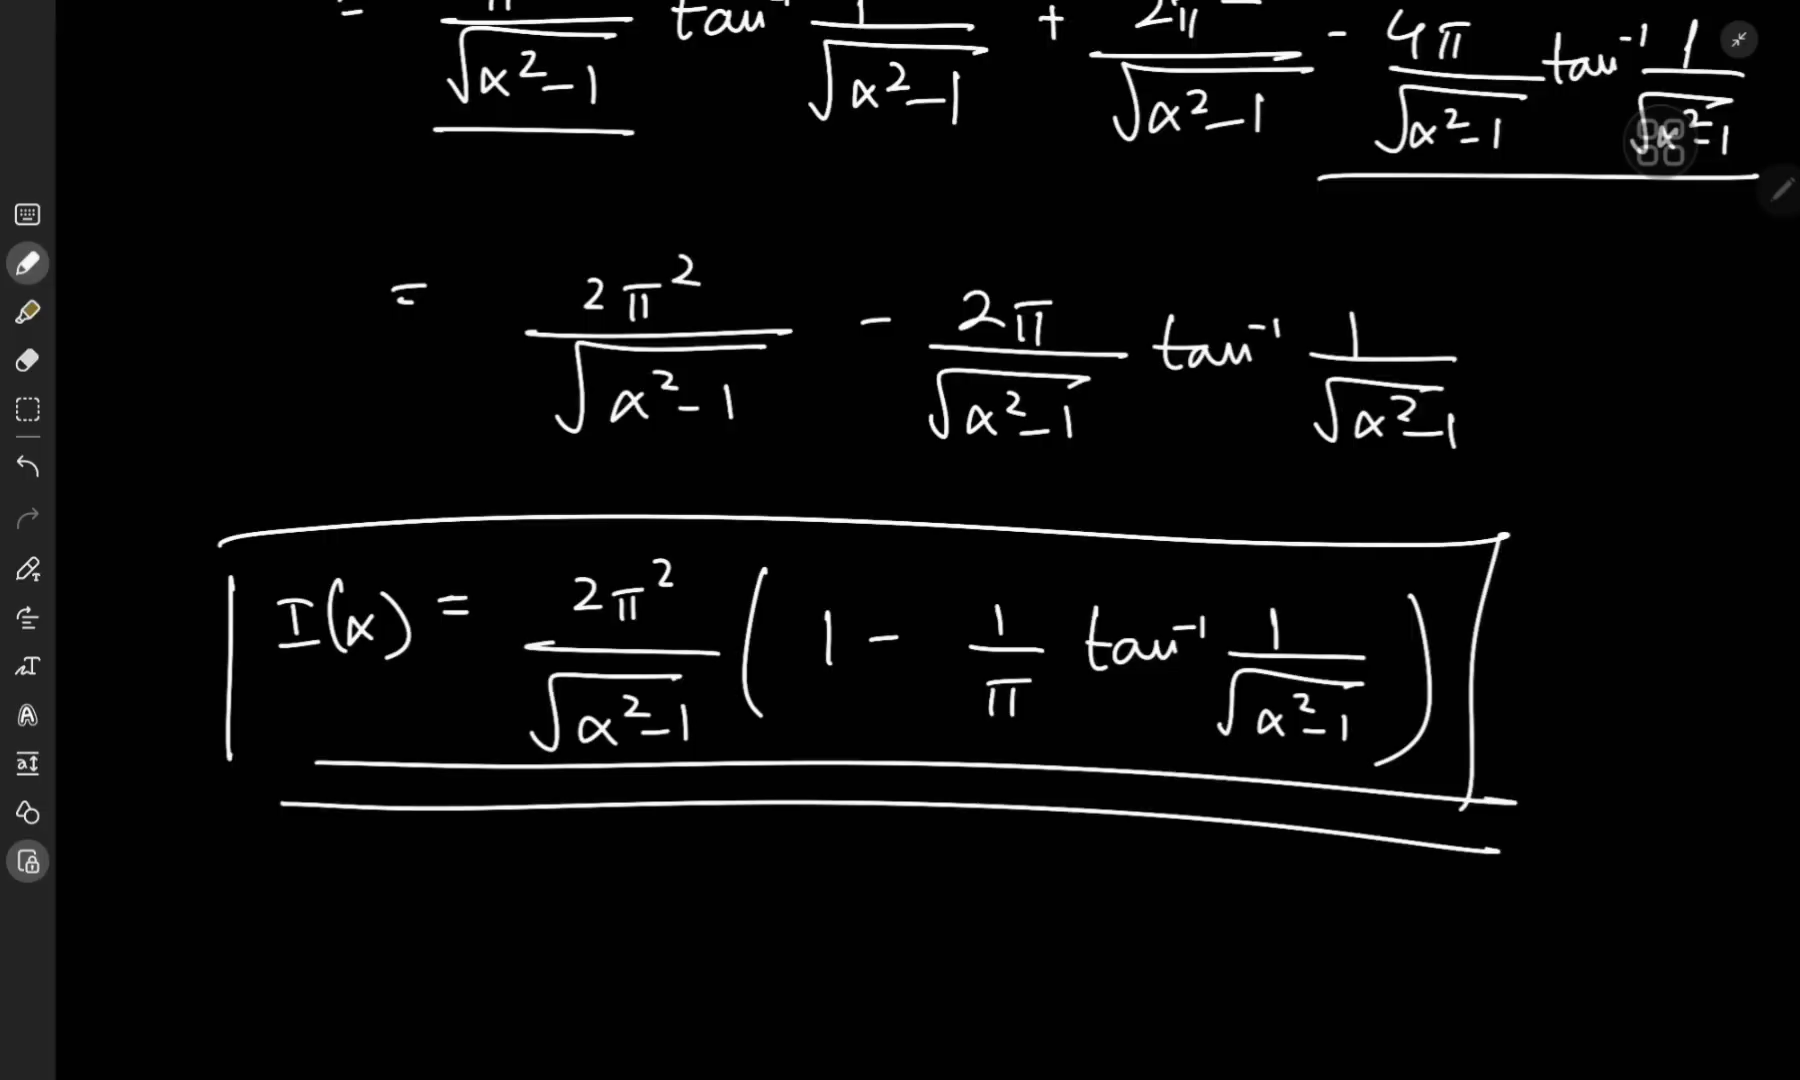 = π/√(α²-1) tan⁻¹ 1/√(α²-1) + 2π/√(α²-1) - 4π/√(α²-1) tan⁻¹ 1/√(α²-1)
= 2π²/√(α²-1) - 2π/√(α²-1) tan⁻¹ 1/√(α²-1)
I(α) = 2π²/√(α²-1) ( 1 - 1/π tan⁻¹ 1/√(α²-1) )